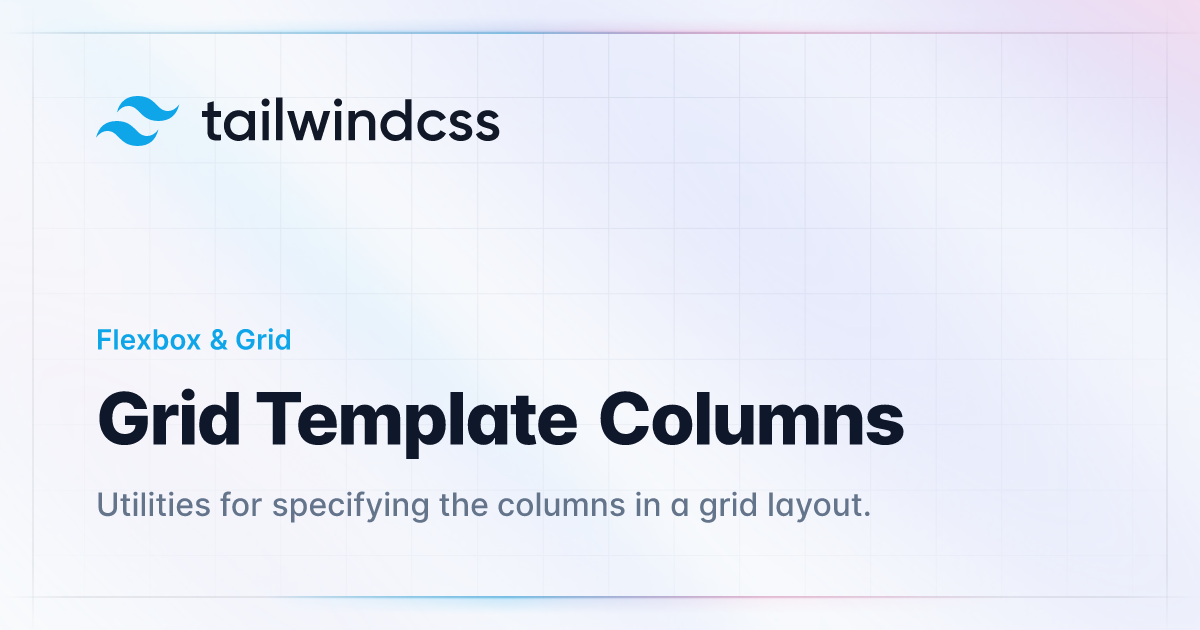 tailwindcss
Flexbox & Grid
Grid Template Columns
Utilities for specifying the columns in a grid layout.